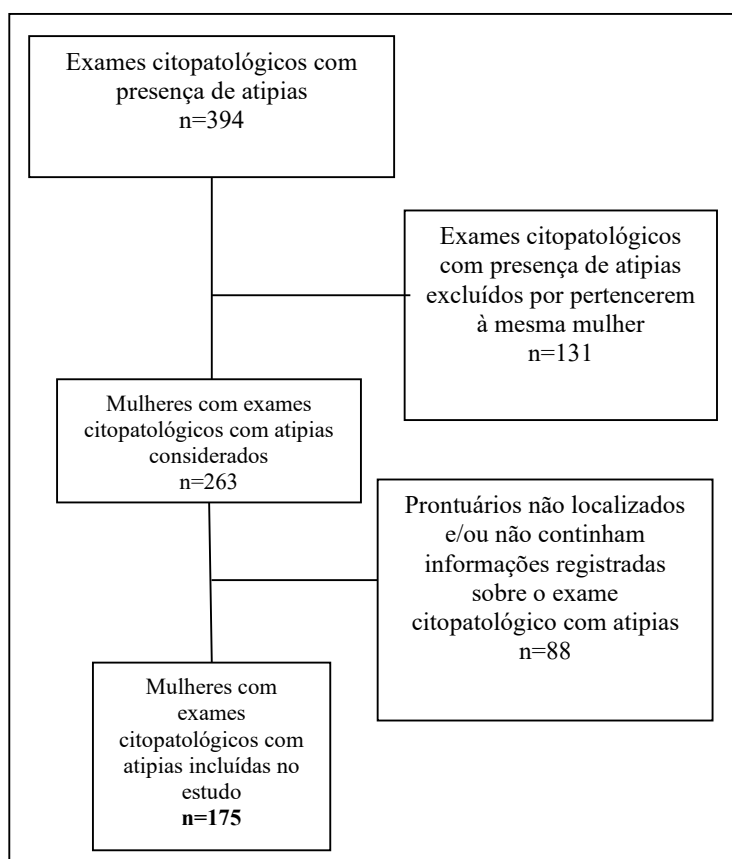 Exames citopatológicos com
presença de atipias
n=394
Exames citopatológicos
com presença de atipias
excluídos por pertencerem
à mesma mulher
n=131
Mulheres com exames
citopatológicos com atipias
considerados
n=263
Prontuários não localizados
e/ou não continham
informações registradas
sobre o exame
citopatológico com atipias
n=88
Mulheres com
exames
citopatológicos com
atipias incluídas no
estudo
n=175